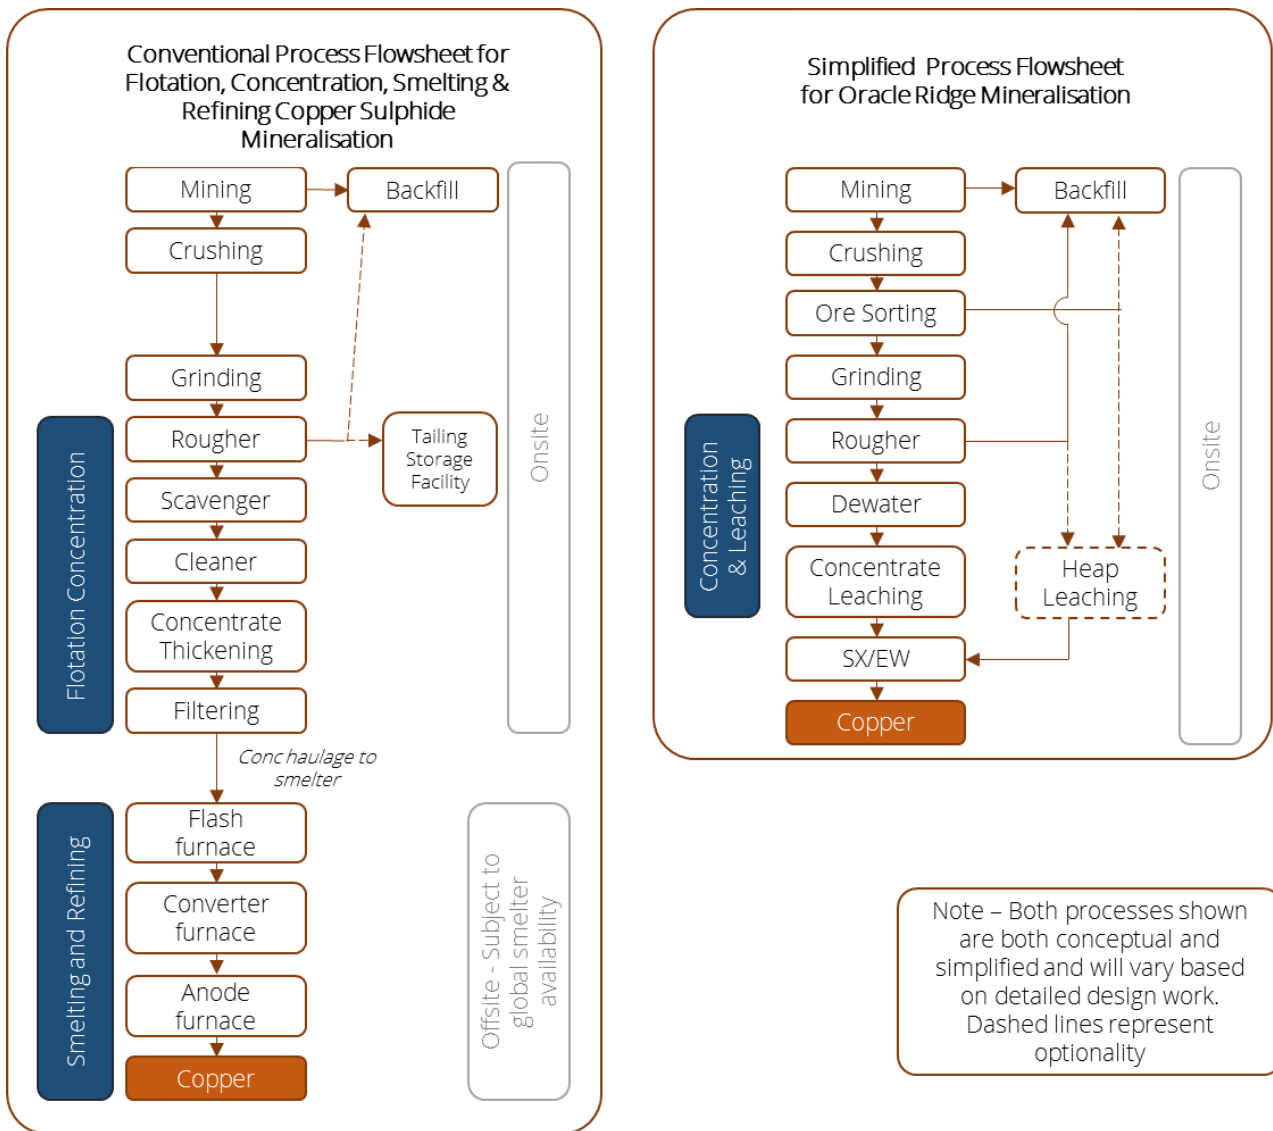 Conventional Process Flowsheet for
Flotation, Concentration, Smelting &
Refining Copper Sulphide
Mineralisation
Mining
Backfill
Crushing
Grinding
Rougher
Tailing
Storage
Facility
Scavenger
Cleaner
Concentrate
Thickening
Filtering
Flotation Concentration
Onsite
Conc haulage to
smelter
Flash
furnace
Converter
furnace
Anode
furnace
Copper
Smelting and Refining
Offsite - Subject to
global smelter
availability
Simplified Process Flowsheet
for Oracle Ridge Mineralisation
Mining
Backfill
Crushing
Ore Sorting
Grinding
Rougher
Dewater
Concentrate
Leaching
Heap
Leaching
SX/EW
Copper
Concentration
& Leaching
Onsite
Note – Both processes shown
are both conceptual and
simplified and will vary based
on detailed design work.
Dashed lines represent
optionality